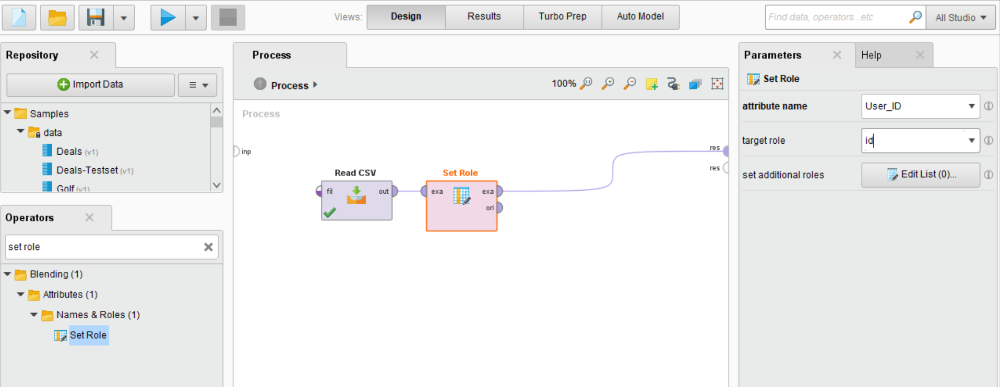 Views: Design Results Turbo Prep Auto Model Find data, operators...etc All Studio
Repository
Import Data
Samples
data
Deals (v1)
Deals-Testset (v1)
Golf (v1)
Operators
set role
Blending (1)
Attributes (1)
Names & Roles (1)
Set Role
Process
Process
100%
Process
inp
res
res
Read CSV
fil out
Set Role
exa exa
ori
Parameters Help
Set Role
attribute name User_ID
target role id
set additional roles Edit List (0)...